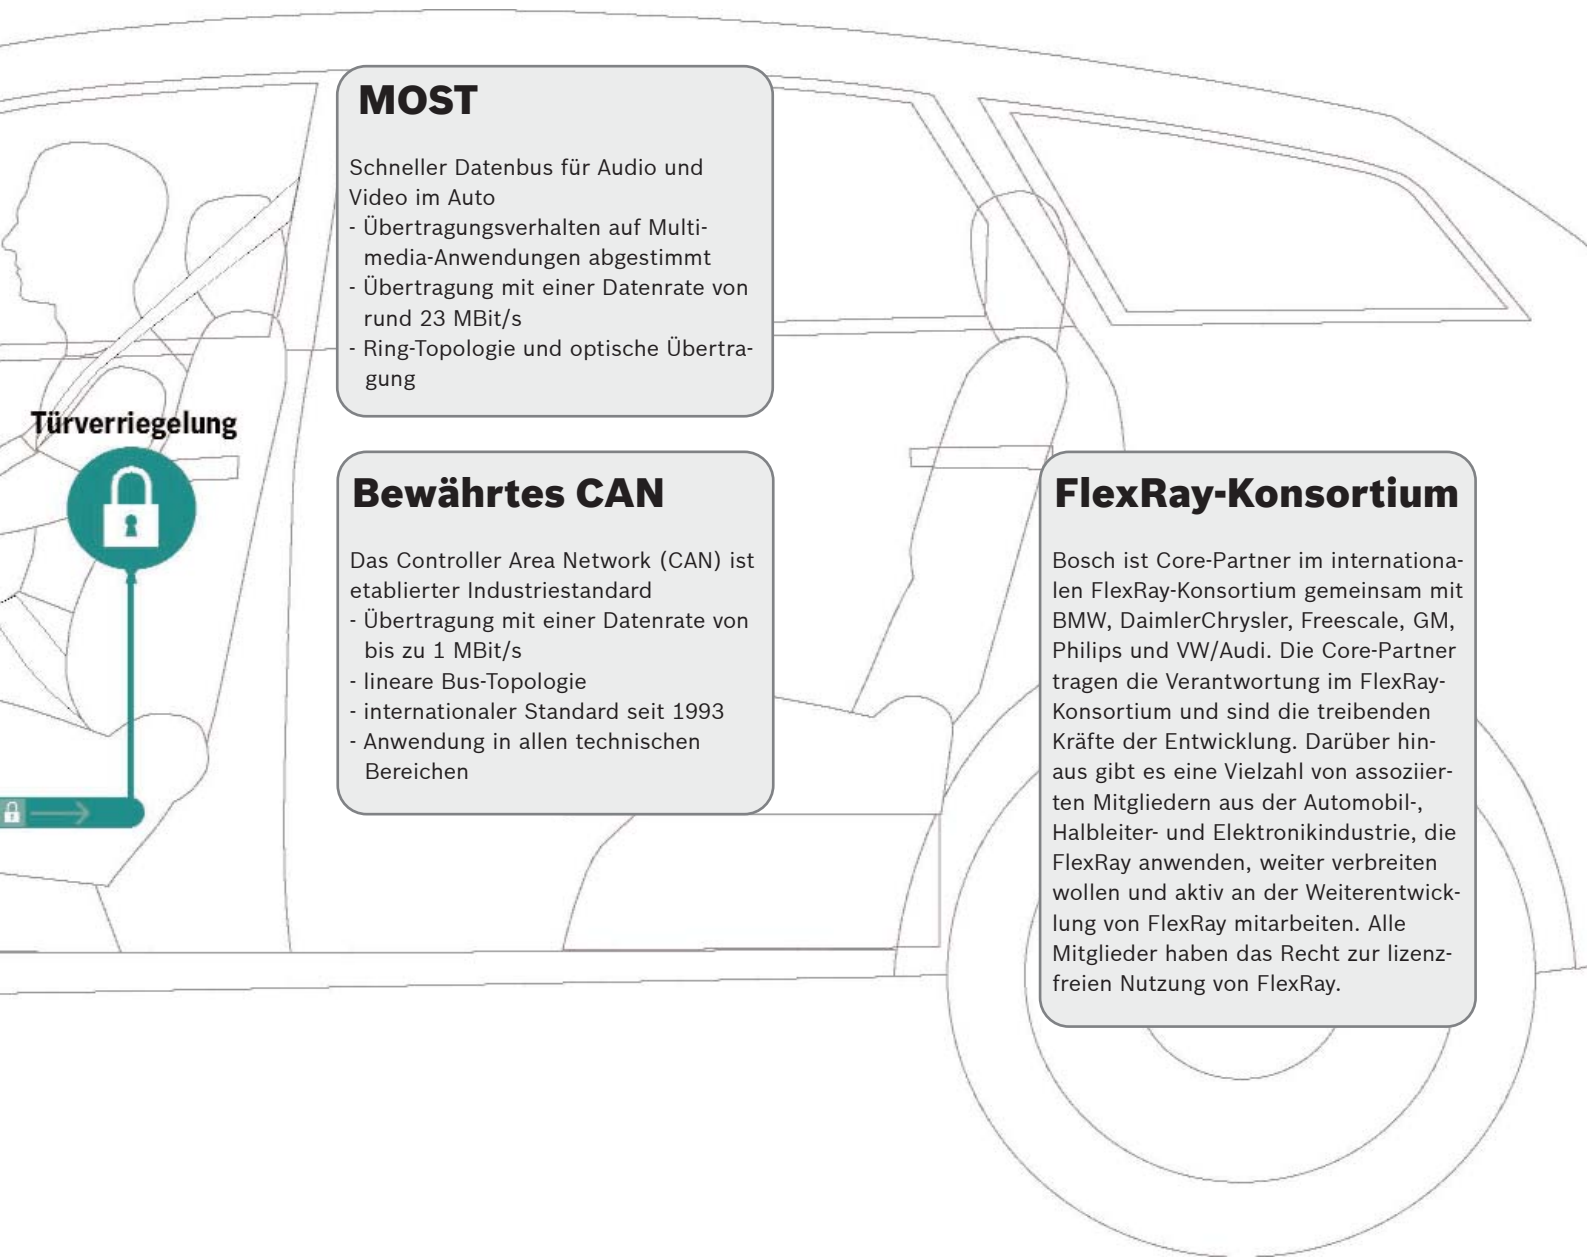 MOST
Schneller Datenbus für Audio und
Video im Auto
- Übertragungsverhalten auf Multi-
media-Anwendungen abgestimmt
- Übertragung mit einer Datenrate von
rund 23 MBit/s
- Ring-Topologie und optische Übertra-
gung
Türverriegelung
Bewährtes CAN
Das Controller Area Network (CAN) ist
etablierter Industriestandard
- Übertragung mit einer Datenrate von
bis zu 1 MBit/s
- lineare Bus-Topologie
- internationaler Standard seit 1993
- Anwendung in allen technischen
Bereichen
FlexRay-Konsortium
Bosch ist Core-Partner im internationa-
len FlexRay-Konsortium gemeinsam mit
BMW, DaimlerChrysler, Freescale, GM,
Philips und VW/Audi. Die Core-Partner
tragen die Verantwortung im FlexRay-
Konsortium und sind die treibenden
Kräfte der Entwicklung. Darüber hin-
aus gibt es eine Vielzahl von assoziier-
ten Mitgliedern aus der Automobil-,
Halbleiter- und Elektronikindustrie, die
FlexRay anwenden, weiter verbreiten
wollen und aktiv an der Weiterentwick-
lung von FlexRay mitarbeiten. Alle
Mitglieder haben das Recht zur lizenz-
freien Nutzung von FlexRay.